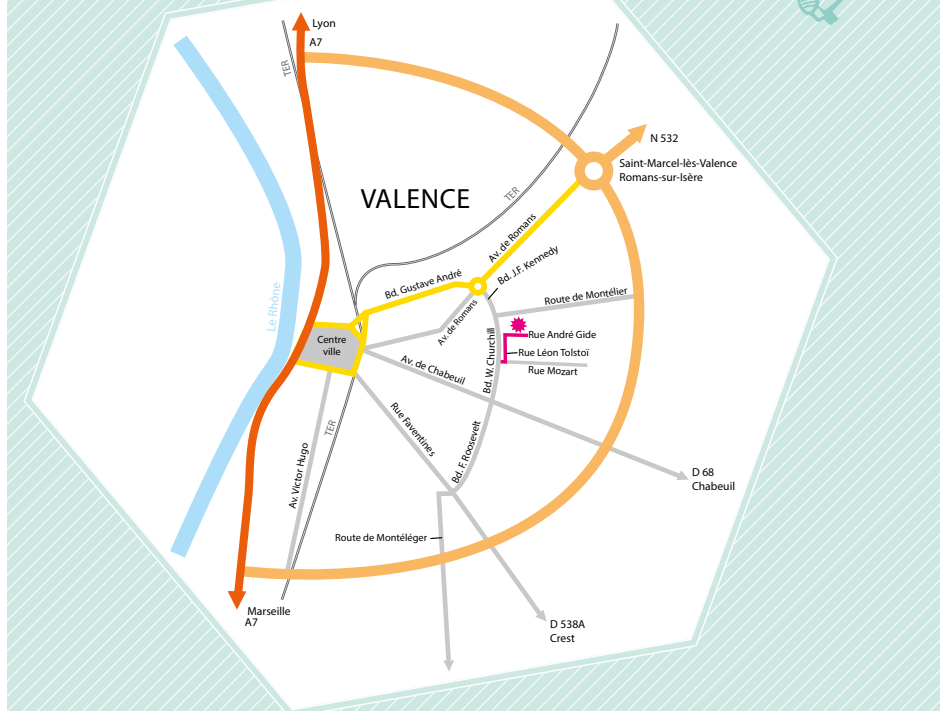 Lyon
A7
TER
N 532
Saint-Marcel-lès-Valence
Romans-sur-Isère
VALENCE
TER
Av. de Romans
Bd. J.F. Kennedy
Bd. Gustave André
Le Rhône
Route de Montélier
Av. de Romans
Rue André Gide
Centre
ville
Rue Léon Tolstoï
Bd. W. Churchill
Av. de Chabeuil
Rue Mozart
Rue Faventines
TER
Bd. F. Roosevelt
Av. Victor Hugo
D 68
Chabeuil
Route de Montéléger
Marseille
A7
D 538A
Crest